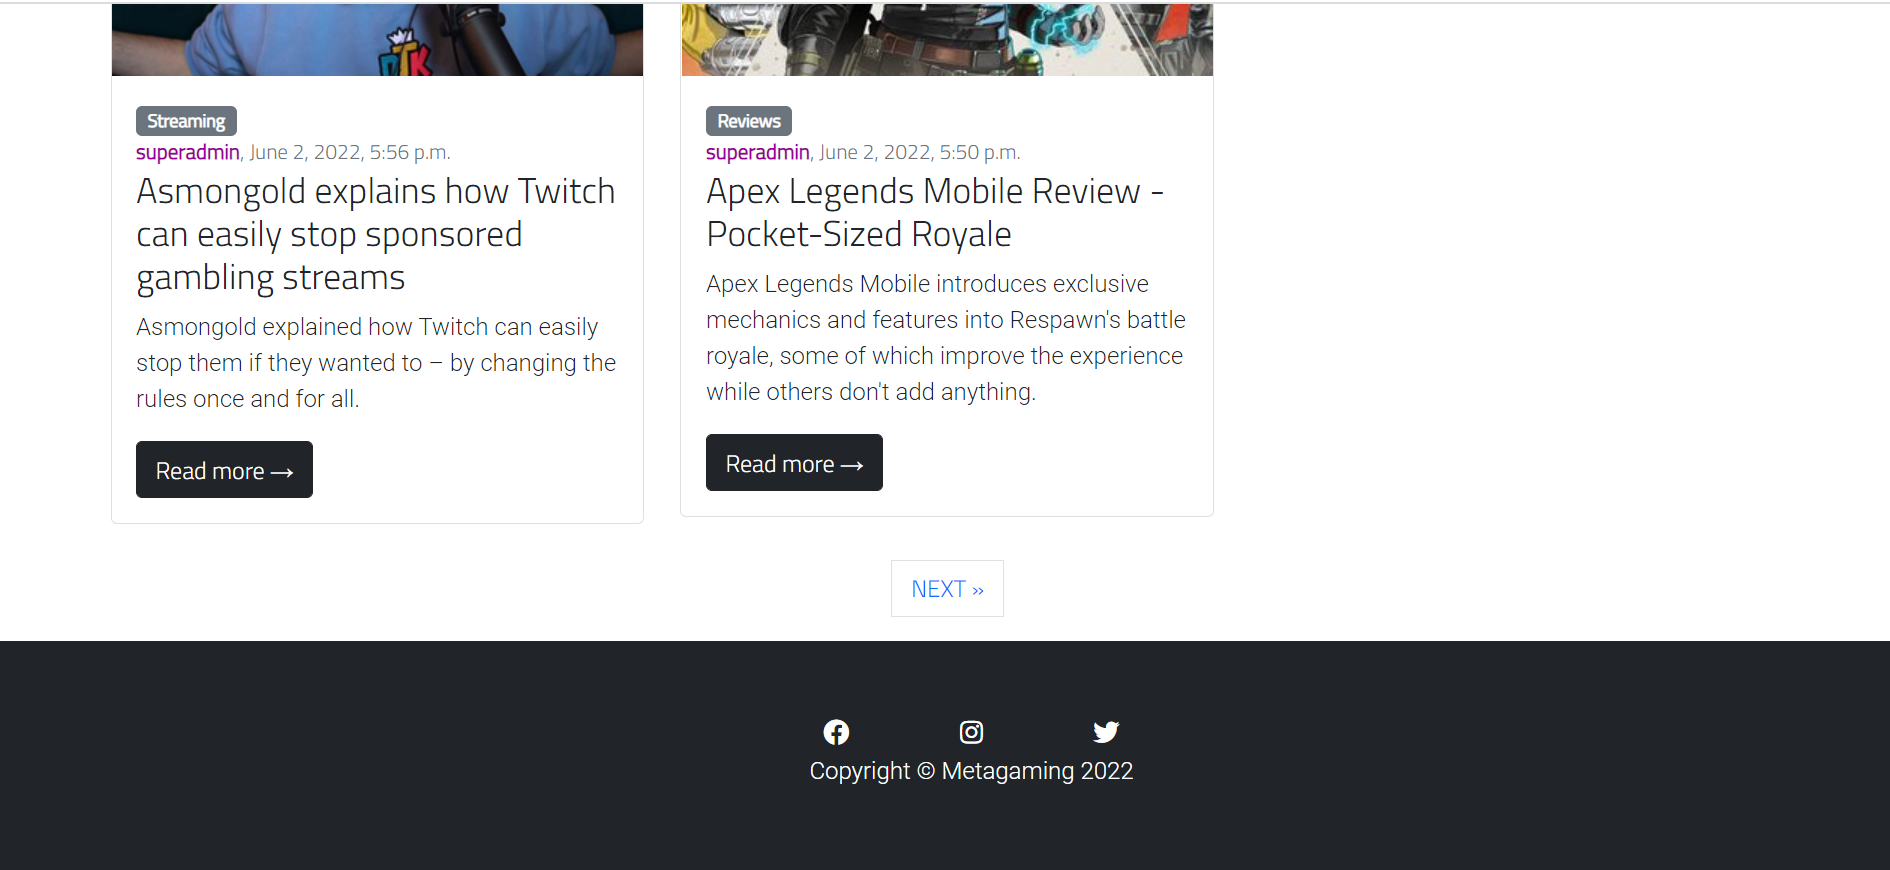 Streaming
superadmin, June 2, 2022, 5:56 p.m.
Asmongold explains how Twitch
can easily stop sponsored
gambling streams
Asmongold explained how Twitch can easily
stop them if they wanted to – by changing the
rules once and for all.
Read more →
Reviews
superadmin, June 2, 2022, 5:50 p.m.
Apex Legends Mobile Review -
Pocket-Sized Royale
Apex Legends Mobile introduces exclusive
mechanics and features into Respawn's battle
royale, some of which improve the experience
while others don't add anything.
Read more →
NEXT »
Copyright © Metagaming 2022